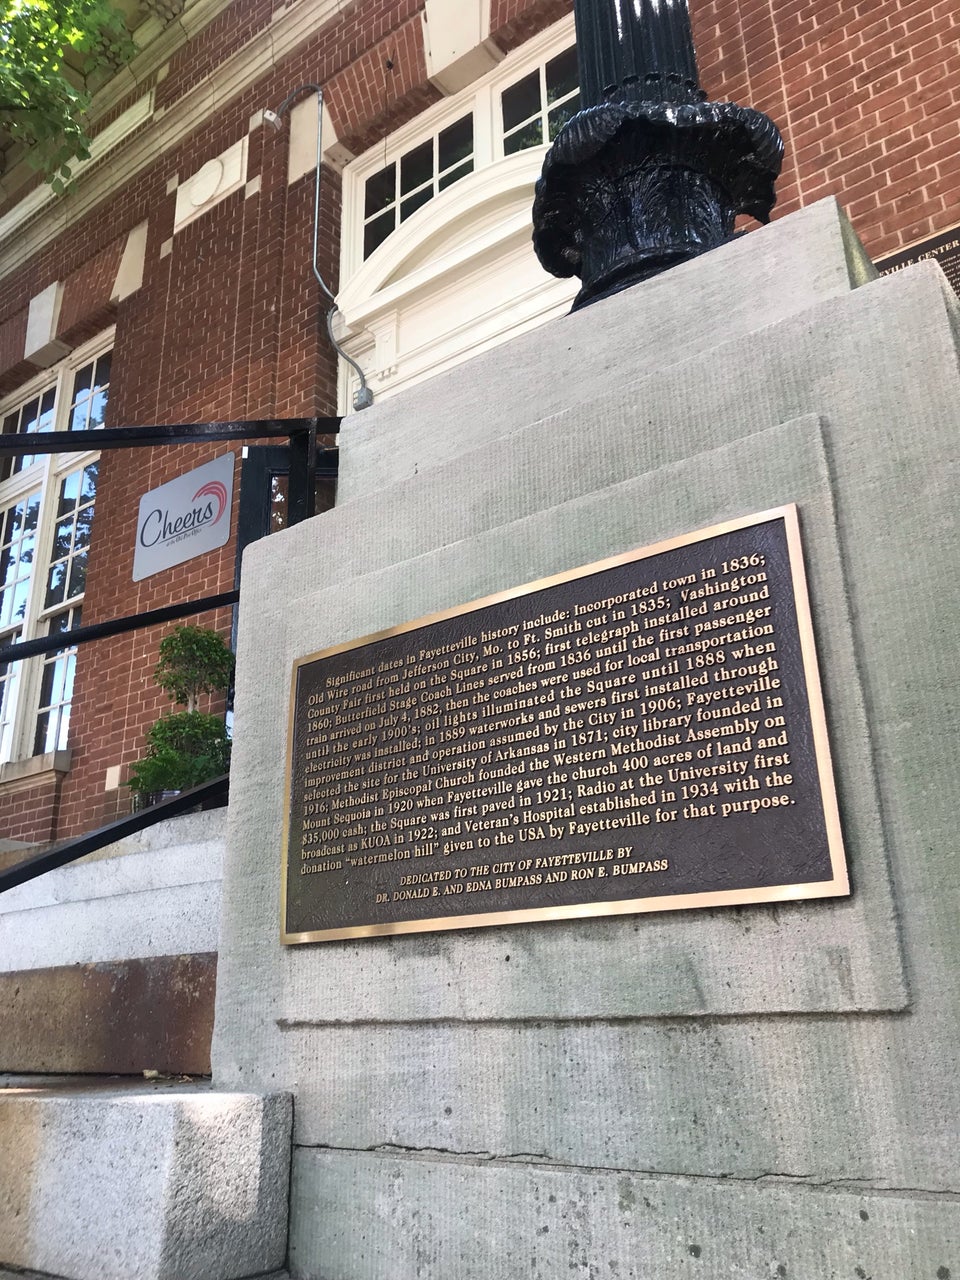 VILLE CENTER
Cheers
at the Old Post Office
Significant dates in Fayetteville history include: Incorporated town in 1836;
Old Wire road from Jefferson City, Mo. to Ft. Smith cut in 1835; Washington
County Fair first held on the Square in 1856; first telegraph installed around
1860; Butterfield Stage Coach Lines served from 1836 until the first passenger
train arrived on July 4, 1882, then the coaches were used for local transportation
until the early 1900's; oil lights illuminated the Square until 1888 when
electricity was installed; in 1889 waterworks and sewers first installed through
improvement district and operation assumed by the City in 1906; Fayetteville
selected the site for the University of Arkansas in 1871; city library founded in
1916; Methodist Episcopal Church founded the Western Methodist Assembly on
Mount Sequoia in 1920 when Fayetteville gave the church 400 acres of land and
$35,000 cash; the Square was first paved in 1921; Radio at the University first
broadcast as KUOA in 1922; and Veteran's Hospital established in 1934 with the
donation "watermelon hill" given to the USA by Fayetteville for that purpose.
DEDICATED TO THE CITY OF FAYETTEVILLE BY
DR. DONALD E. AND EDNA BUMPASS AND RON E. BUMPASS